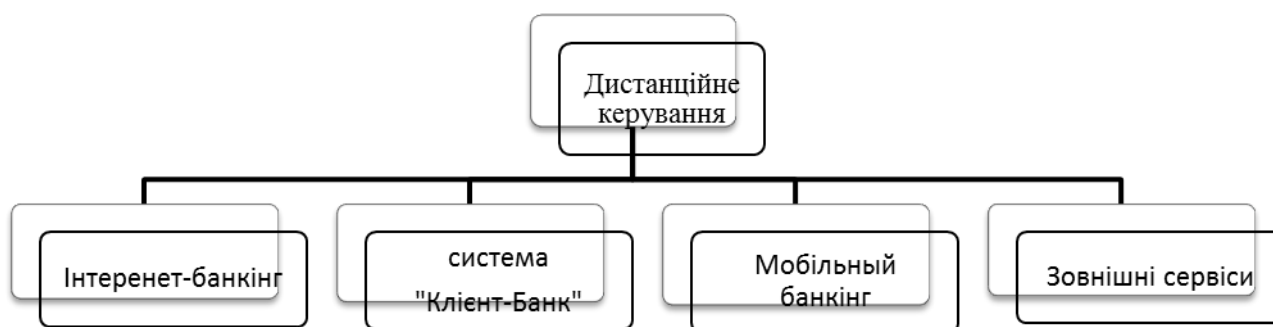 Дистанційне
керування
Інтеренет-банкінг
система
"Клієнт-Банк"
Мобільный
банкінг
Зовнішні сервіси